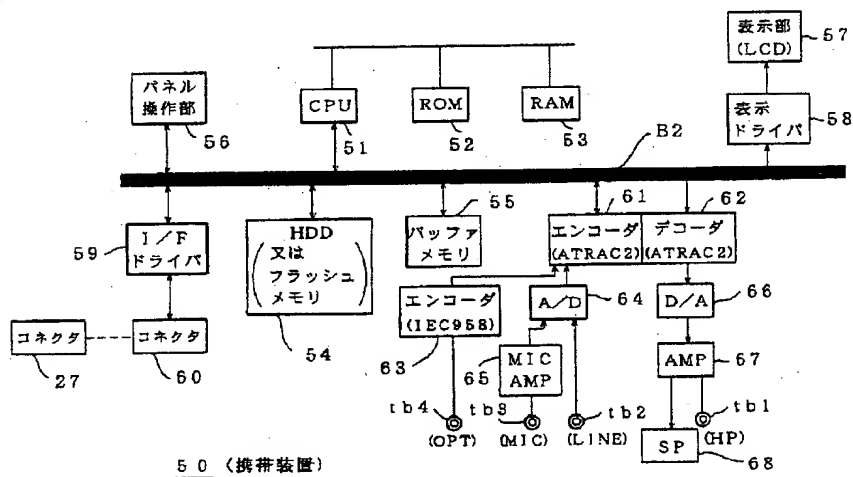 表示部
(LCD)
57
パネル
操作部
56
CPU
51
ROM
52
RAM
53
表示
ドライバ
58
B2
59
I/F
ドライバ
HDD
(又は
フラッシュ
メモリ)
54
55
バッファ
メモリ
61
エンコーダ
(ATRAC2)
62
デコーダ
(ATRAC2)
エンコーダ
(IEC958)
63
A/D
64
D/A
66
コネクタ
27
コネクタ
60
65
MIC
AMP
AMP
67
tb4
(OPT)
tb3
(MIC)
tb2
(LINE)
tb1
(HP)
SP
68
50 (携帯装置)